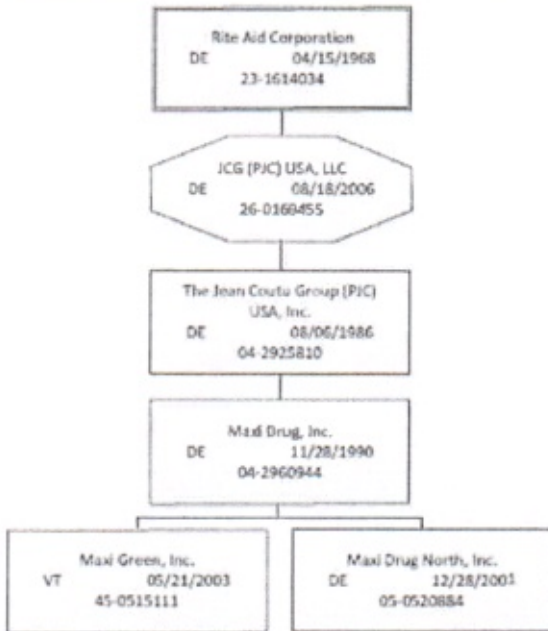 Rite Aid Corporation
DE 04/15/1968
23-1614034
JCG (PJC) USA, LLC
DE 08/18/2006
26-0169455
The Jean Coutu Group (PJC)
USA, Inc.
DE 08/06/1986
04-2925810
Maxi Drug, Inc.
DE 11/28/1990
04-2960944
Maxi Green, Inc.
VT 05/21/2003
45-0515111
Maxi Drug North, Inc.
DE 12/28/2001
05-0520884